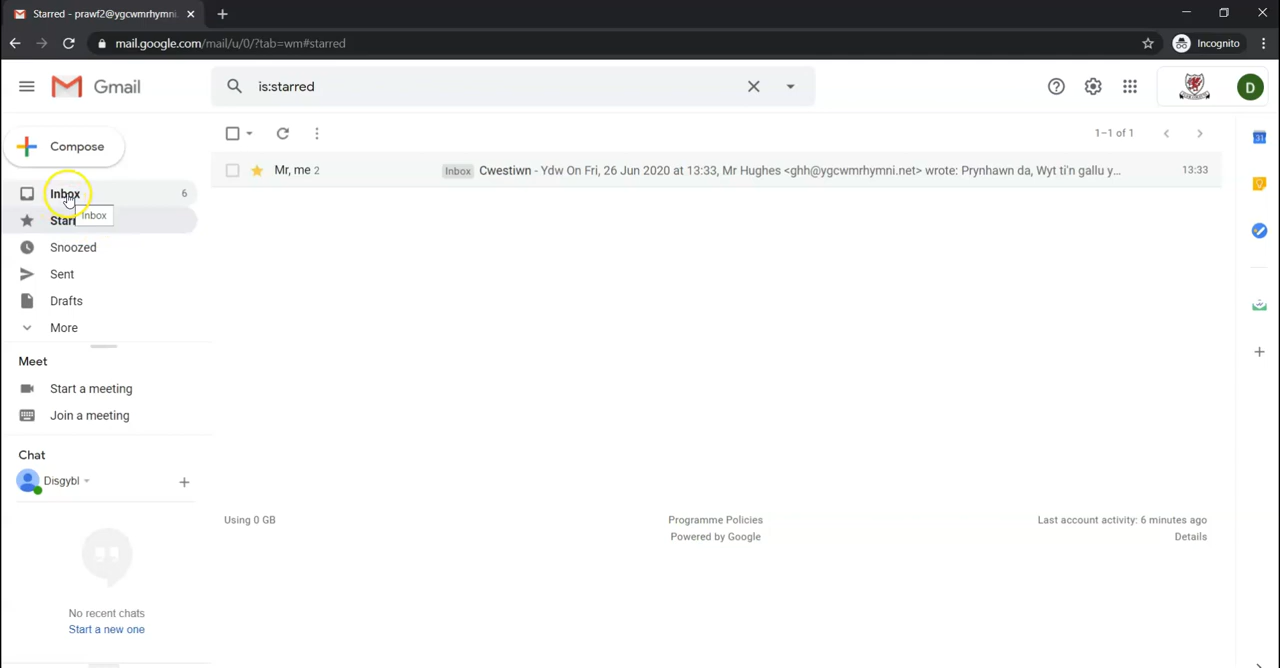 Starred - prawf2@ygcwmrhymni.
mail.google.com/mail/u/0/?tab=wm#starred
Incognito
Gmail
is:starred
D
Compose
1–1 of 1
Mr, me 2
Inbox
Cwestiwn - Ydw On Fri, 26 Jun 2020 at 13:33, Mr Hughes <ghh@ygcwmrhymni.net> wrote: Prynhawn da, Wyt ti'n gallu y…
13:33
Inbox
6
Inbox
Snoozed
Sent
Drafts
More
Meet
Start a meeting
Join a meeting
Chat
Disgybl
No recent chats
Start a new one
Using 0 GB
Programme Policies
Powered by Google
Last account activity: 6 minutes ago
Details
31